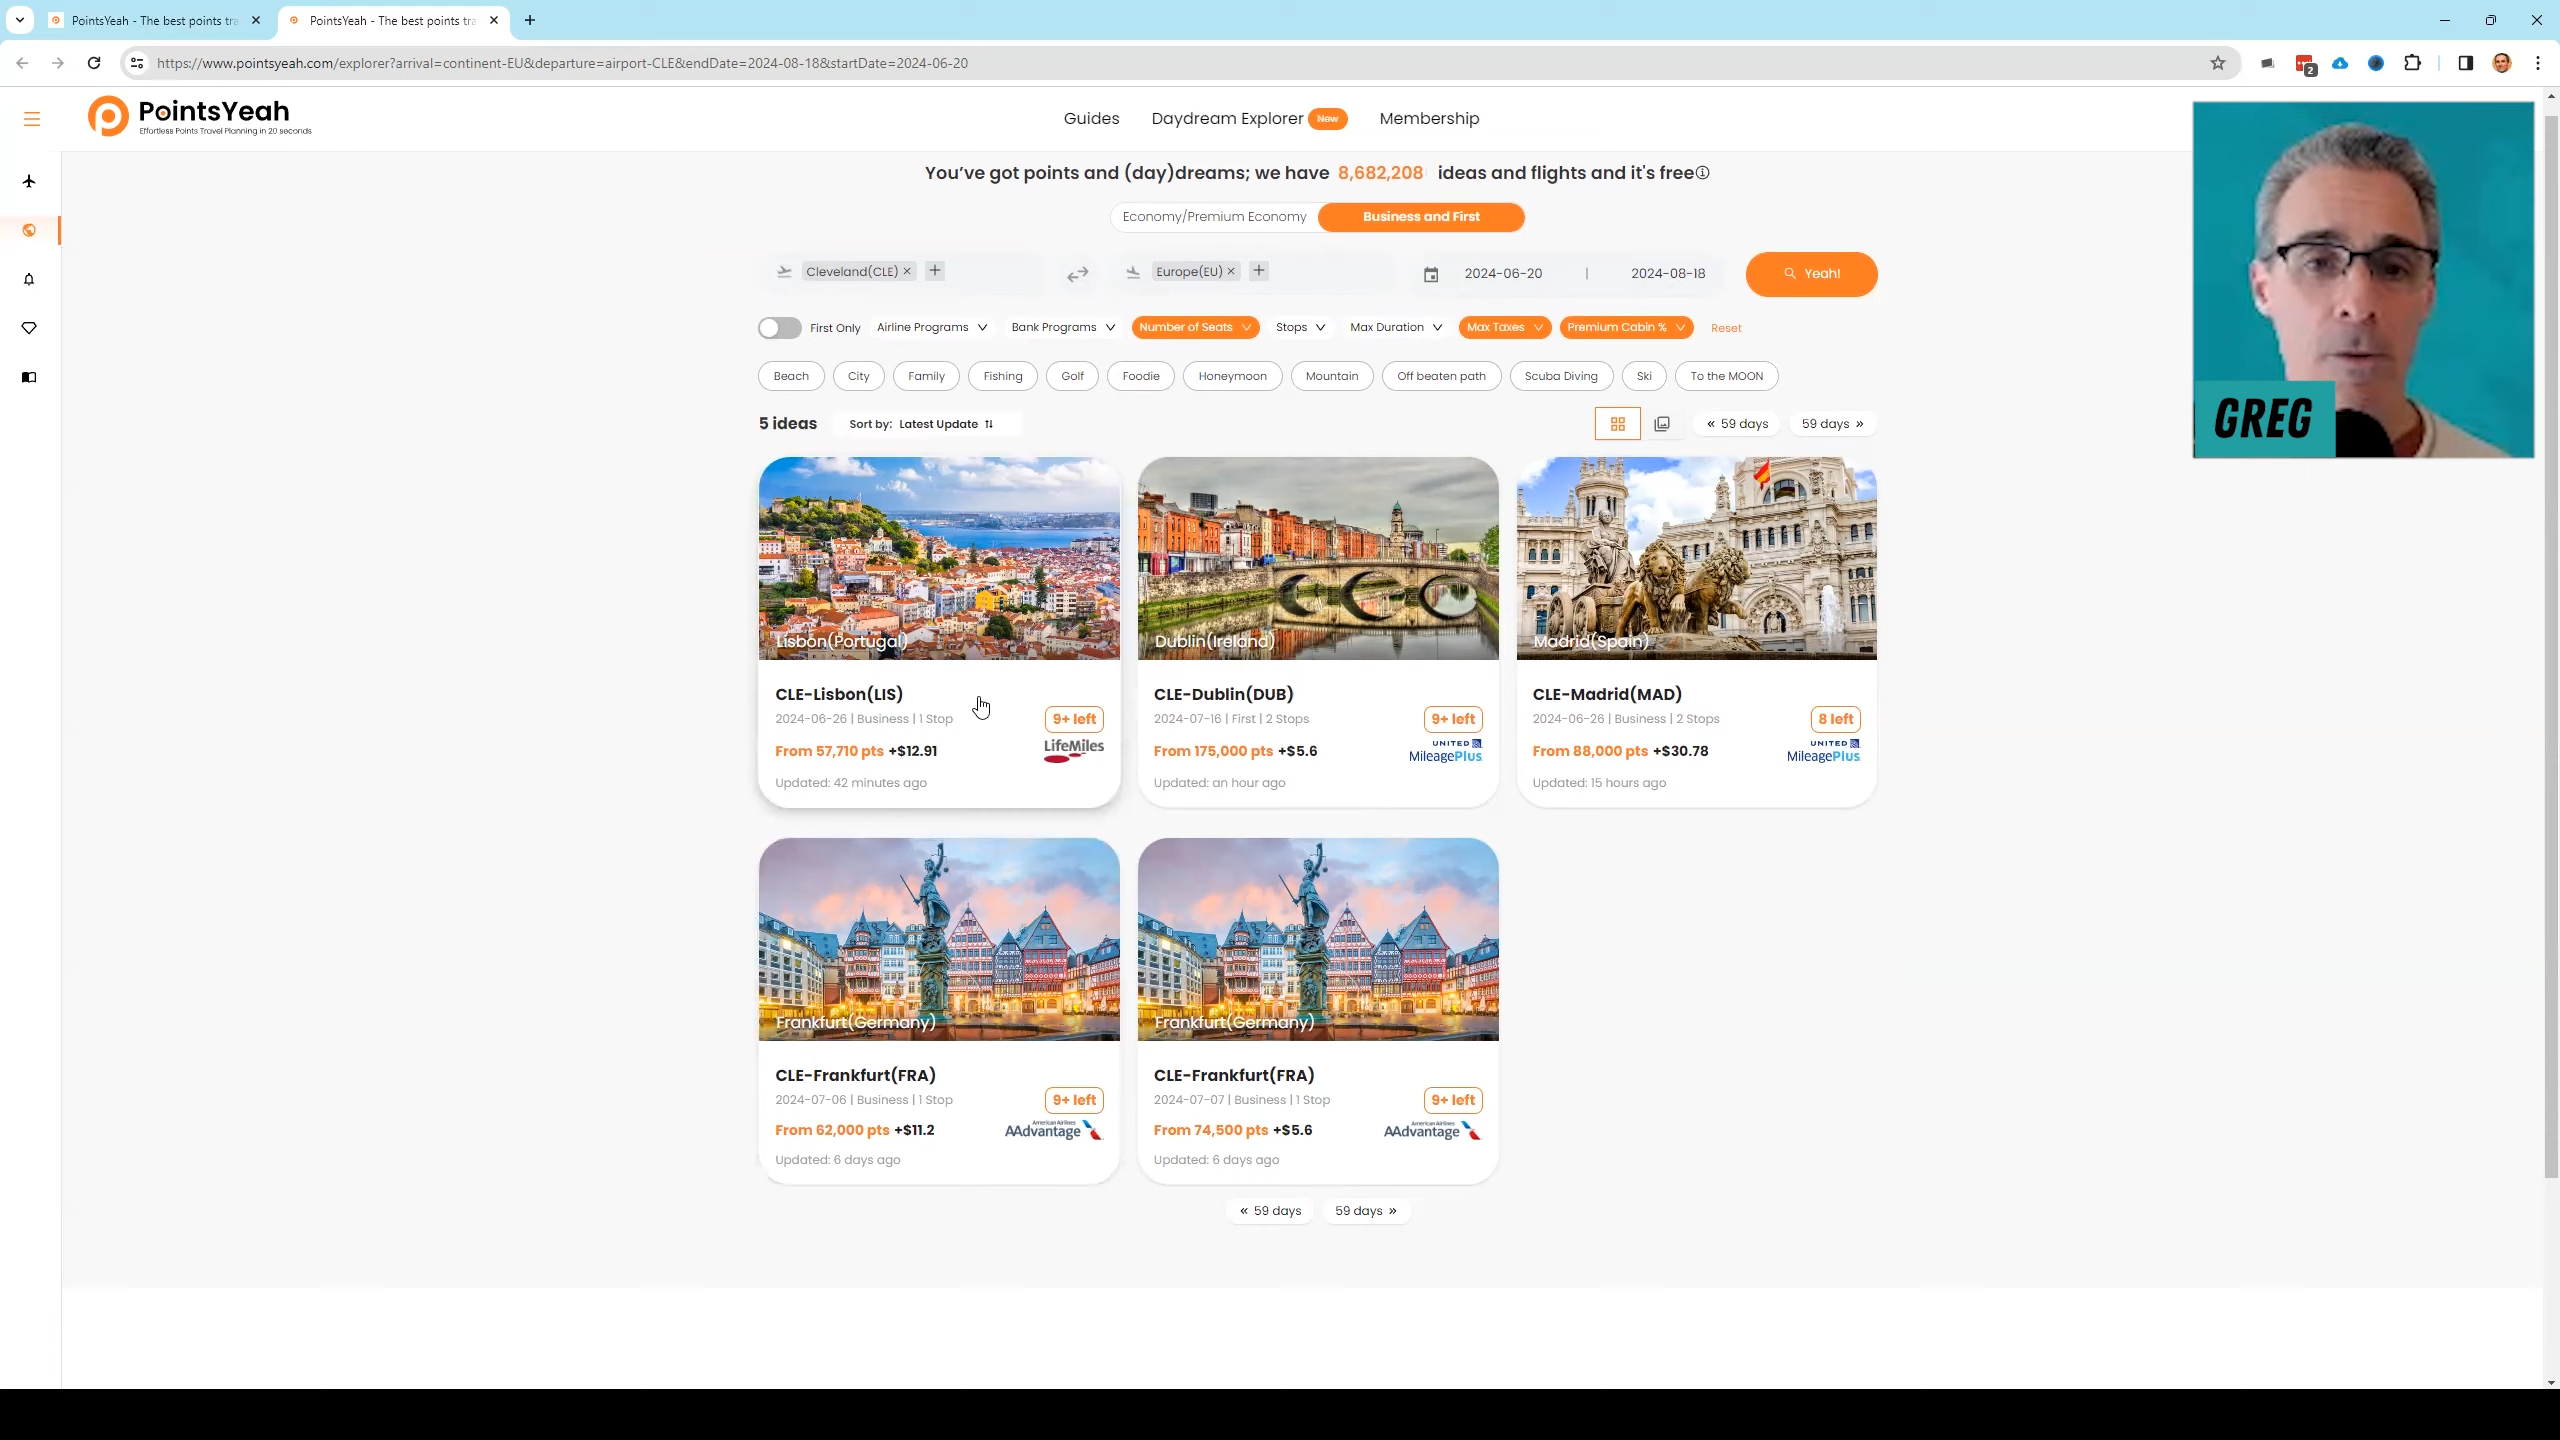 PointsYeah - The best points tra
PointsYeah - The best points tra
https://www.pointsyeah.com/explorer?arrival=continent-EU&departure=airport-CLE&endDate=2024-08-18&startDate=2024-06-20
2
PointsYeah
Effortless Points Travel Planning in 20 seconds
Guides
Daydream Explorer New
Membership
You've got points and (day)dreams; we have 8,682,208 ideas and flights and it's free
Economy/Premium Economy
Business and First
Cleveland(CLE)
Europe(EU)
2024-06-20 | 2024-08-18
Yeah!
First Only
Airline Programs
Bank Programs
Number of Seats
Stops
Max Duration
Max Taxes
Premium Cabin %
Reset
Beach
City
Family
Fishing
Golf
Foodie
Honeymoon
Mountain
Off beaten path
Scuba Diving
Ski
To the MOON
5 ideas
Sort by: Latest Update
« 59 days
59 days »
GREG
Lisbon(Portugal)
CLE-Lisbon(LIS)
2024-06-26 | Business | 1 Stop
9+ left
From 57,710 pts +$12.91
LifeMiles
Updated: 42 minutes ago
Dublin(Ireland)
CLE-Dublin(DUB)
2024-07-16 | First | 2 Stops
9+ left
From 175,000 pts +$5.6
UNITED
MileagePlus
Updated: an hour ago
Madrid(Spain)
CLE-Madrid(MAD)
2024-06-26 | Business | 2 Stops
8 left
From 88,000 pts +$30.78
UNITED
MileagePlus
Updated: 15 hours ago
Frankfurt(Germany)
CLE-Frankfurt(FRA)
2024-07-06 | Business | 1 Stop
9+ left
From 62,000 pts +$11.2
American Airlines
AAdvantage
Updated: 6 days ago
Frankfurt(Germany)
CLE-Frankfurt(FRA)
2024-07-07 | Business | 1 Stop
9+ left
From 74,500 pts +$5.6
American Airlines
AAdvantage
Updated: 6 days ago
« 59 days
59 days »